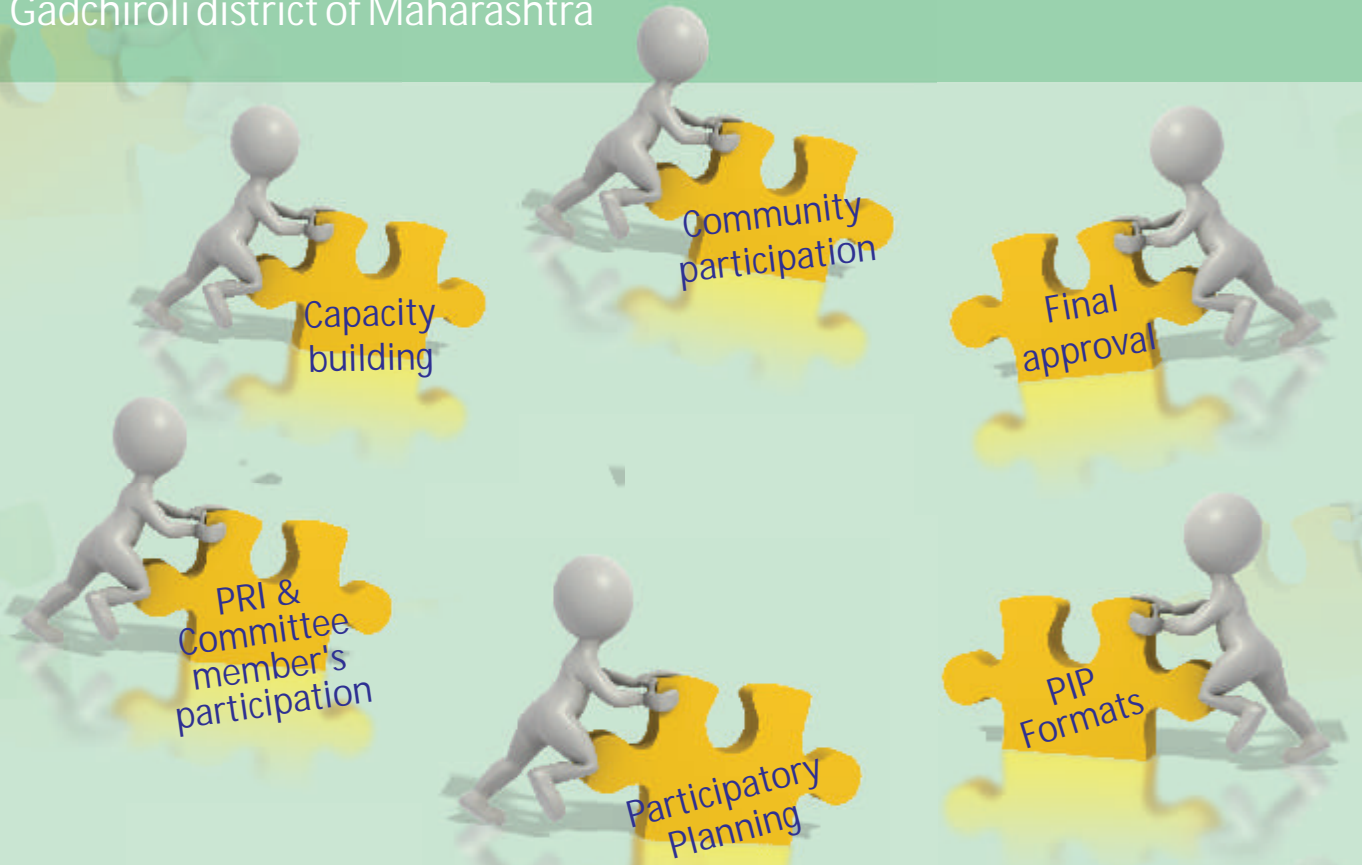 Gadchiroli district of Maharashtra
Community
participation
Capacity
building
Final
approval
PRI &
Committee
member's
participation
PIP
Formats
Participatory
Planning